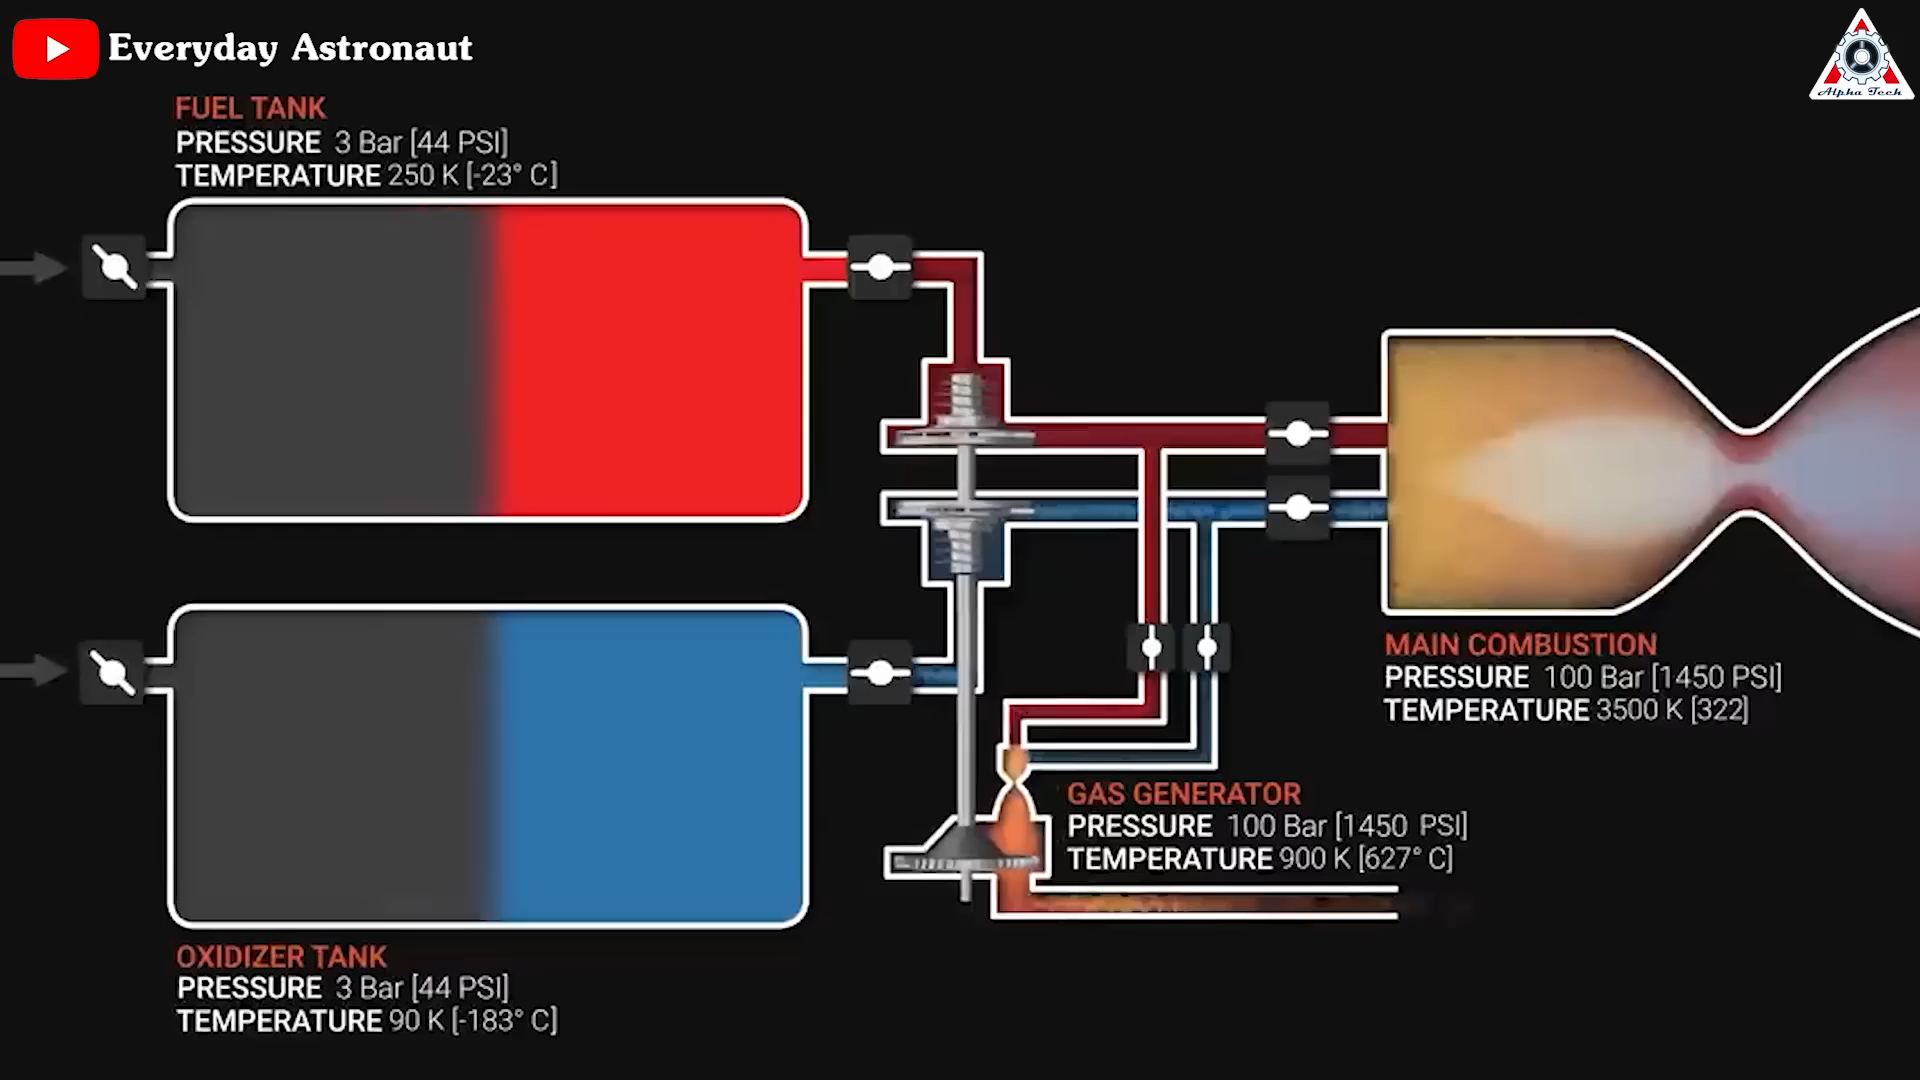 Everyday Astronaut
Alpha Tech
FUEL TANK
PRESSURE 3 Bar [44 PSI]
TEMPERATURE 250 K [-23° C]
MAIN COMBUSTION
PRESSURE 100 Bar [1450 PSI]
TEMPERATURE 3500 K [322]
GAS GENERATOR
PRESSURE 100 Bar [1450 PSI]
TEMPERATURE 900 K [627° C]
OXIDIZER TANK
PRESSURE 3 Bar [44 PSI]
TEMPERATURE 90 K [-183° C]